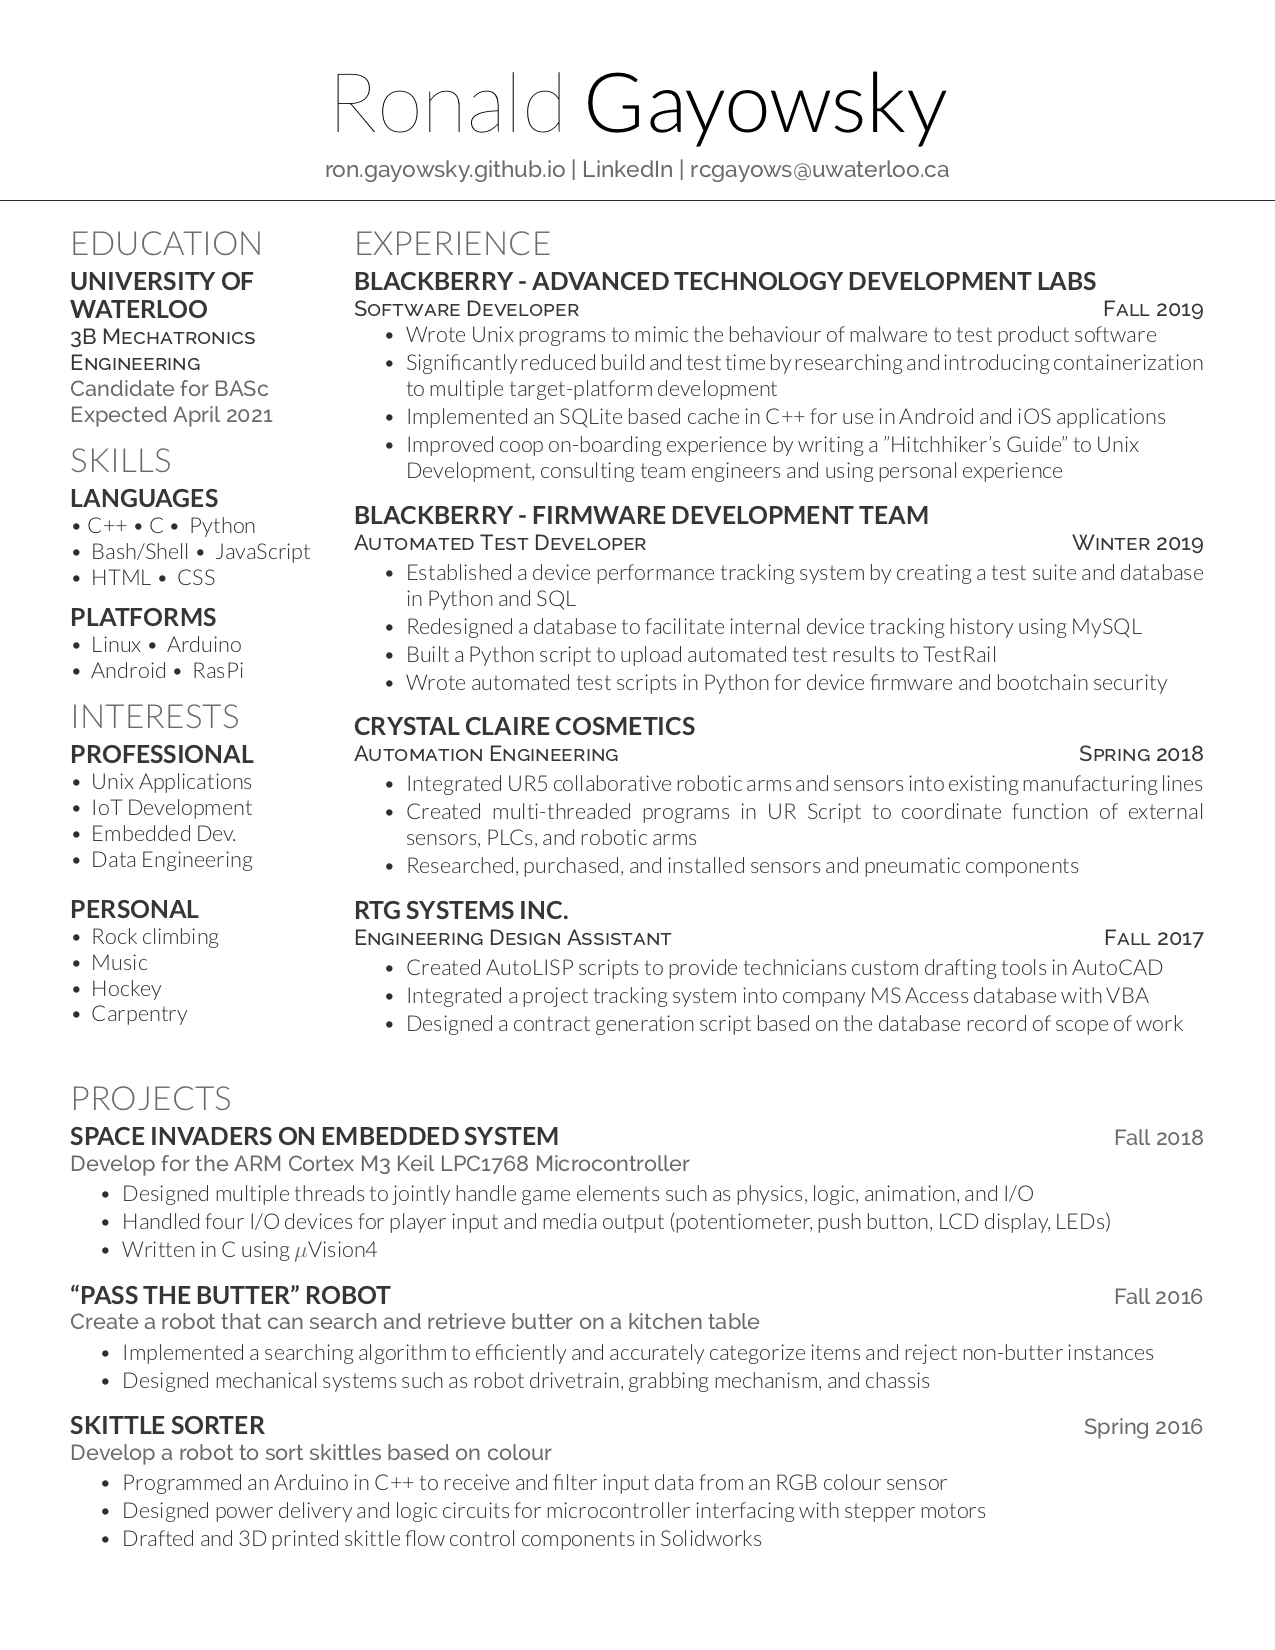 Ronald Gayowsky
ron.gayowsky.github.io | LinkedIn | rcgayows@uwaterloo.ca
EDUCATION
UNIVERSITY OF
WATERLOO
3B Mechatronics
Engineering
Candidate for BASc
Expected April 2021
SKILLS
LANGUAGES
• C++ • C • Python
• Bash/Shell • JavaScript
• HTML • CSS
PLATFORMS
• Linux • Arduino
• Android • RasPi
INTERESTS
PROFESSIONAL
• Unix Applications
• IoT Development
• Embedded Dev.
• Data Engineering
PERSONAL
• Rock climbing
• Music
• Hockey
• Carpentry
EXPERIENCE
BLACKBERRY - ADVANCED TECHNOLOGY DEVELOPMENT LABS
Software Developer Fall 2019
• Wrote Unix programs to mimic the behaviour of malware to test product software
• Significantly reduced build and test time by researching and introducing containerization
to multiple target-platform development
• Implemented an SQLite based cache in C++ for use in Android and iOS applications
• Improved coop on-boarding experience by writing a ”Hitchhiker’s Guide” to Unix
Development, consulting team engineers and using personal experience
BLACKBERRY - FIRMWARE DEVELOPMENT TEAM
Automated Test Developer Winter 2019
• Established a device performance tracking system by creating a test suite and database
in Python and SQL
• Redesigned a database to facilitate internal device tracking history using MySQL
• Built a Python script to upload automated test results to TestRail
• Wrote automated test scripts in Python for device firmware and bootchain security
CRYSTAL CLAIRE COSMETICS
Automation Engineering Spring 2018
• Integrated UR5 collaborative robotic arms and sensors into existing manufacturing lines
• Created multi-threaded programs in UR Script to coordinate function of external
sensors, PLCs, and robotic arms
• Researched, purchased, and installed sensors and pneumatic components
RTG SYSTEMS INC.
Engineering Design Assistant Fall 2017
• Created AutoLISP scripts to provide technicians custom drafting tools in AutoCAD
• Integrated a project tracking system into company MS Access database with VBA
• Designed a contract generation script based on the database record of scope of work
PROJECTS
SPACE INVADERS ON EMBEDDED SYSTEM Fall 2018
Develop for the ARM Cortex M3 Keil LPC1768 Microcontroller
• Designed multiple threads to jointly handle game elements such as physics, logic, animation, and I/O
• Handled four I/O devices for player input and media output (potentiometer, push button, LCD display, LEDs)
• Written in C using µVision4
“PASS THE BUTTER” ROBOT Fall 2016
Create a robot that can search and retrieve butter on a kitchen table
• Implemented a searching algorithm to efficiently and accurately categorize items and reject non-butter instances
• Designed mechanical systems such as robot drivetrain, grabbing mechanism, and chassis
SKITTLE SORTER Spring 2016
Develop a robot to sort skittles based on colour
• Programmed an Arduino in C++ to receive and filter input data from an RGB colour sensor
• Designed power delivery and logic circuits for microcontroller interfacing with stepper motors
• Drafted and 3D printed skittle flow control components in Solidworks